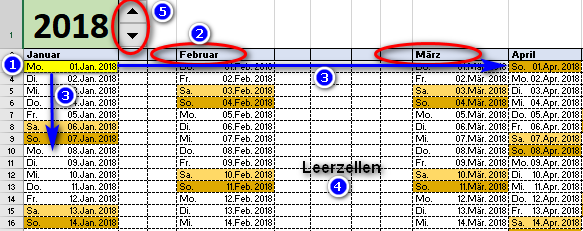 1 2018 5
2
Januar Februar März April
1 Mo. 01.Jan. 2018 Do. 01.Feb. 2018 Do. 01.Mär. 2018 So. 01.Apr. 2018
4 Di. 02.Jan. 2018 Fr. 02.Feb. 2018 3 Fr. 02.Mär. 2018 Mo. 02.Apr. 2018
5 Mi. 03.Jan. 2018 3 Sa. 03.Feb. 2018 Sa. 03.Mär. 2018 Di. 03.Apr. 2018
6 Do. 04.Jan. 2018 So. 04.Feb. 2018 So. 04.Mär. 2018 Mi. 04.Apr. 2018
7 Fr. 05.Jan. 2018 Mo. 05.Feb. 2018 Mo. 05.Mär. 2018 Do. 05.Apr. 2018
8 Sa. 06.Jan. 2018 Di. 06.Feb. 2018 Di. 06.Mär. 2018 Fr. 06.Apr. 2018
9 So. 07.Jan. 2018 Mi. 07.Feb. 2018 Mi. 07.Mär. 2018 Sa. 07.Apr. 2018
10 Mo. 08.Jan. 2018 Do. 08.Feb. 2018 Do. 08.Mär. 2018 So. 08.Apr. 2018
11 Di. 09.Jan. 2018 Fr. 09.Feb. 2018 Leerzellen Fr. 09.Mär. 2018 Mo. 09.Apr. 2018
12 Mi. 10.Jan. 2018 Sa. 10.Feb. 2018 Sa. 10.Mär. 2018 Di. 10.Apr. 2018
13 Do. 11.Jan. 2018 So. 11.Feb. 2018 4 So. 11.Mär. 2018 Mi. 11.Apr. 2018
14 Fr. 12.Jan. 2018 Mo. 12.Feb. 2018 Mo. 12.Mär. 2018 Do. 12.Apr. 2018
15 Sa. 13.Jan. 2018 Di. 13.Feb. 2018 Di. 13.Mär. 2018 Fr. 13.Apr. 2018
16 So. 14.Jan. 2018 Mi. 14.Feb. 2018 Mi. 14.Mär. 2018 Sa. 14.Apr. 2018